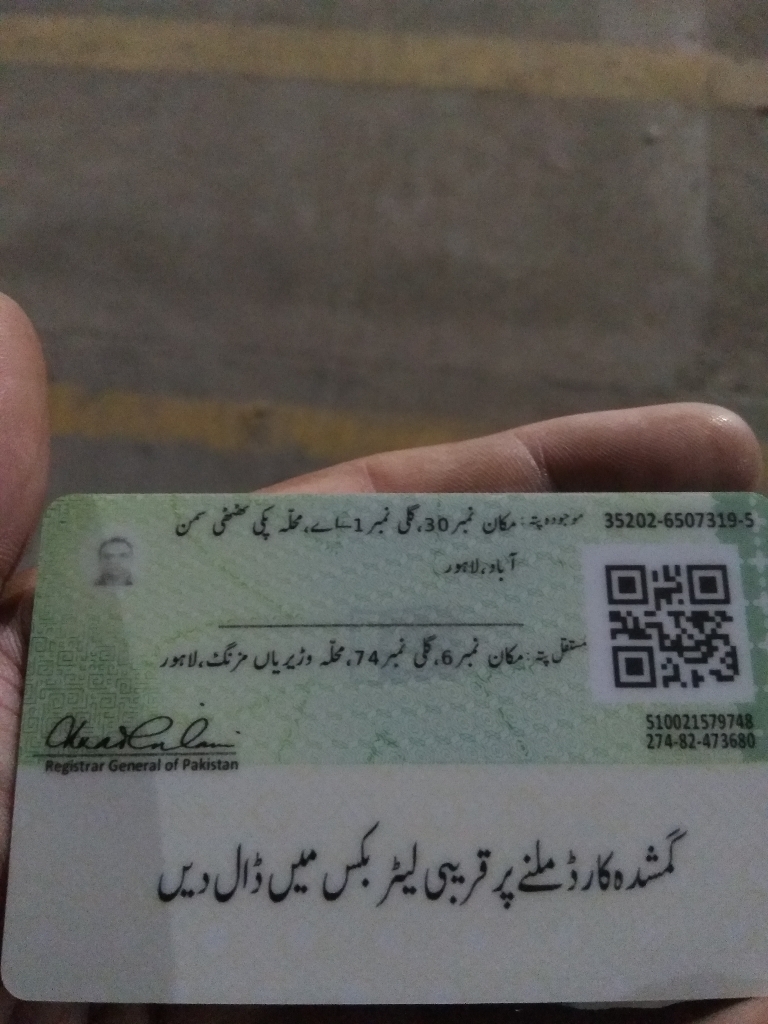 35202-6507319-5
موجودہ پتہ: مکان نمبر 30، گلی نمبر 1-اے، محلہ پکی ٹھٹھی سمن
آباد، لاہور
مستقل پتہ: مکان نمبر 6، گلی نمبر 74، محلہ وزیریاں مزنگ، لاہور
510021579748
274-82-473680
Registrar General of Pakistan
گمشدہ کارڈ ملنے پر قریبی لیٹر بکس میں ڈال دیں